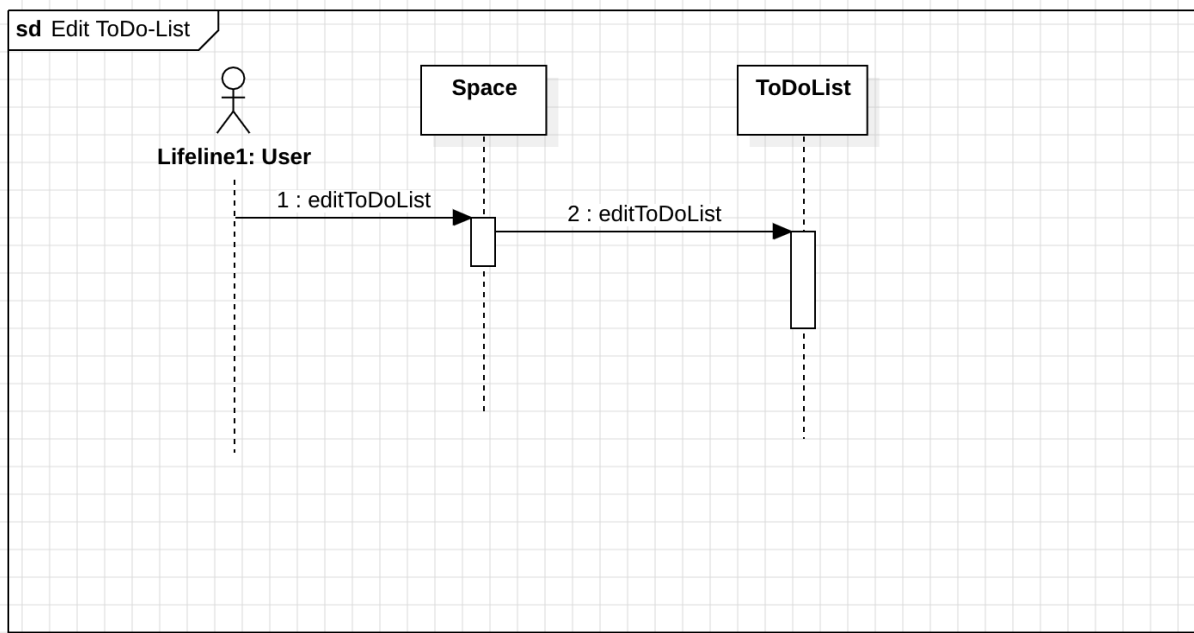 sd Edit ToDo-List
Space
ToDoList
Lifeline1: User
1 : editToDoList
2 : editToDoList